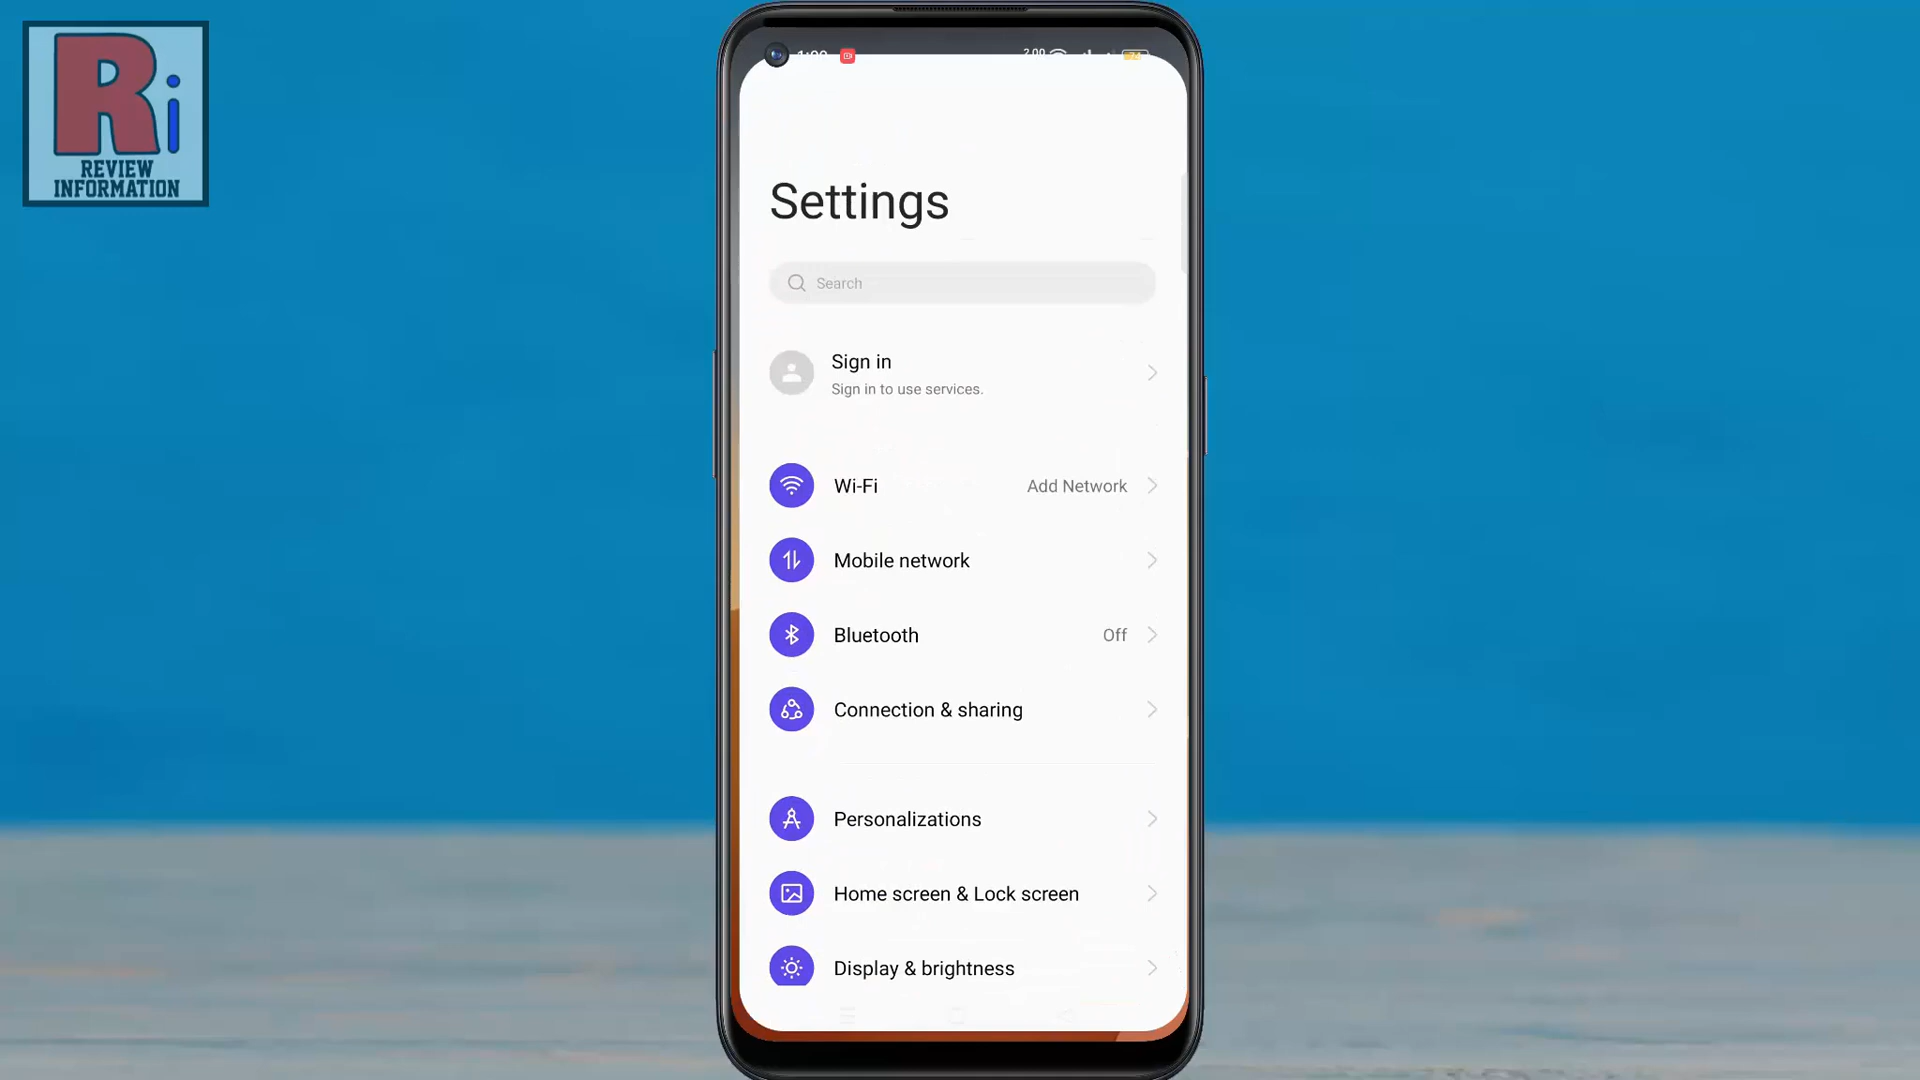 Ri
REVIEW
INFORMATION
Settings
Search
Sign in
Sign in to use services.
Wi-Fi Add Network
Mobile network
Bluetooth Off
Connection & sharing
Personalizations
Home screen & Lock screen
Display & brightness